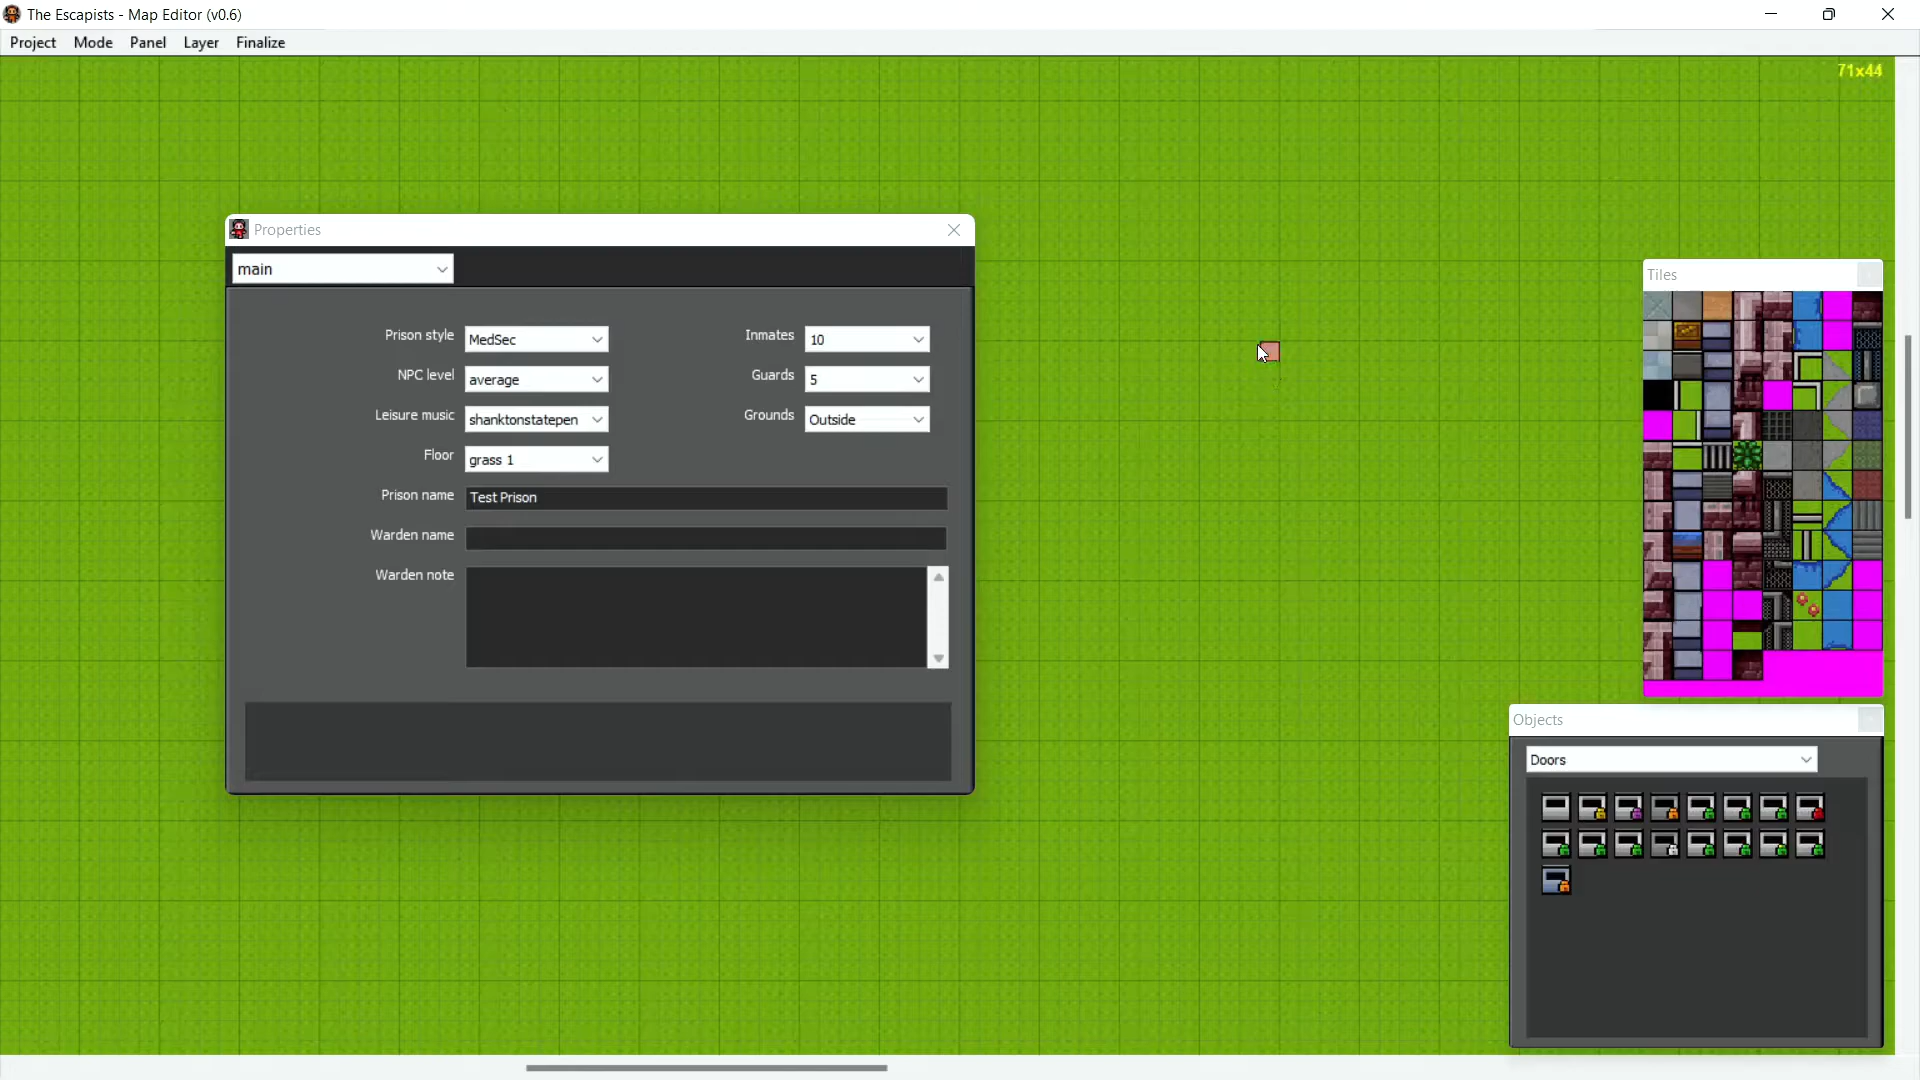 The Escapists - Map Editor (v0.6)
Project Mode Panel Layer Finalize
71x44
Properties
main
Prison style MedSec Inmates 10
NPC level average Guards 5
Leisure music shanktonstatepen Grounds Outside
Floor grass 1
Prison name Test Prison
Warden name
Warden note
Tiles
Objects
Doors